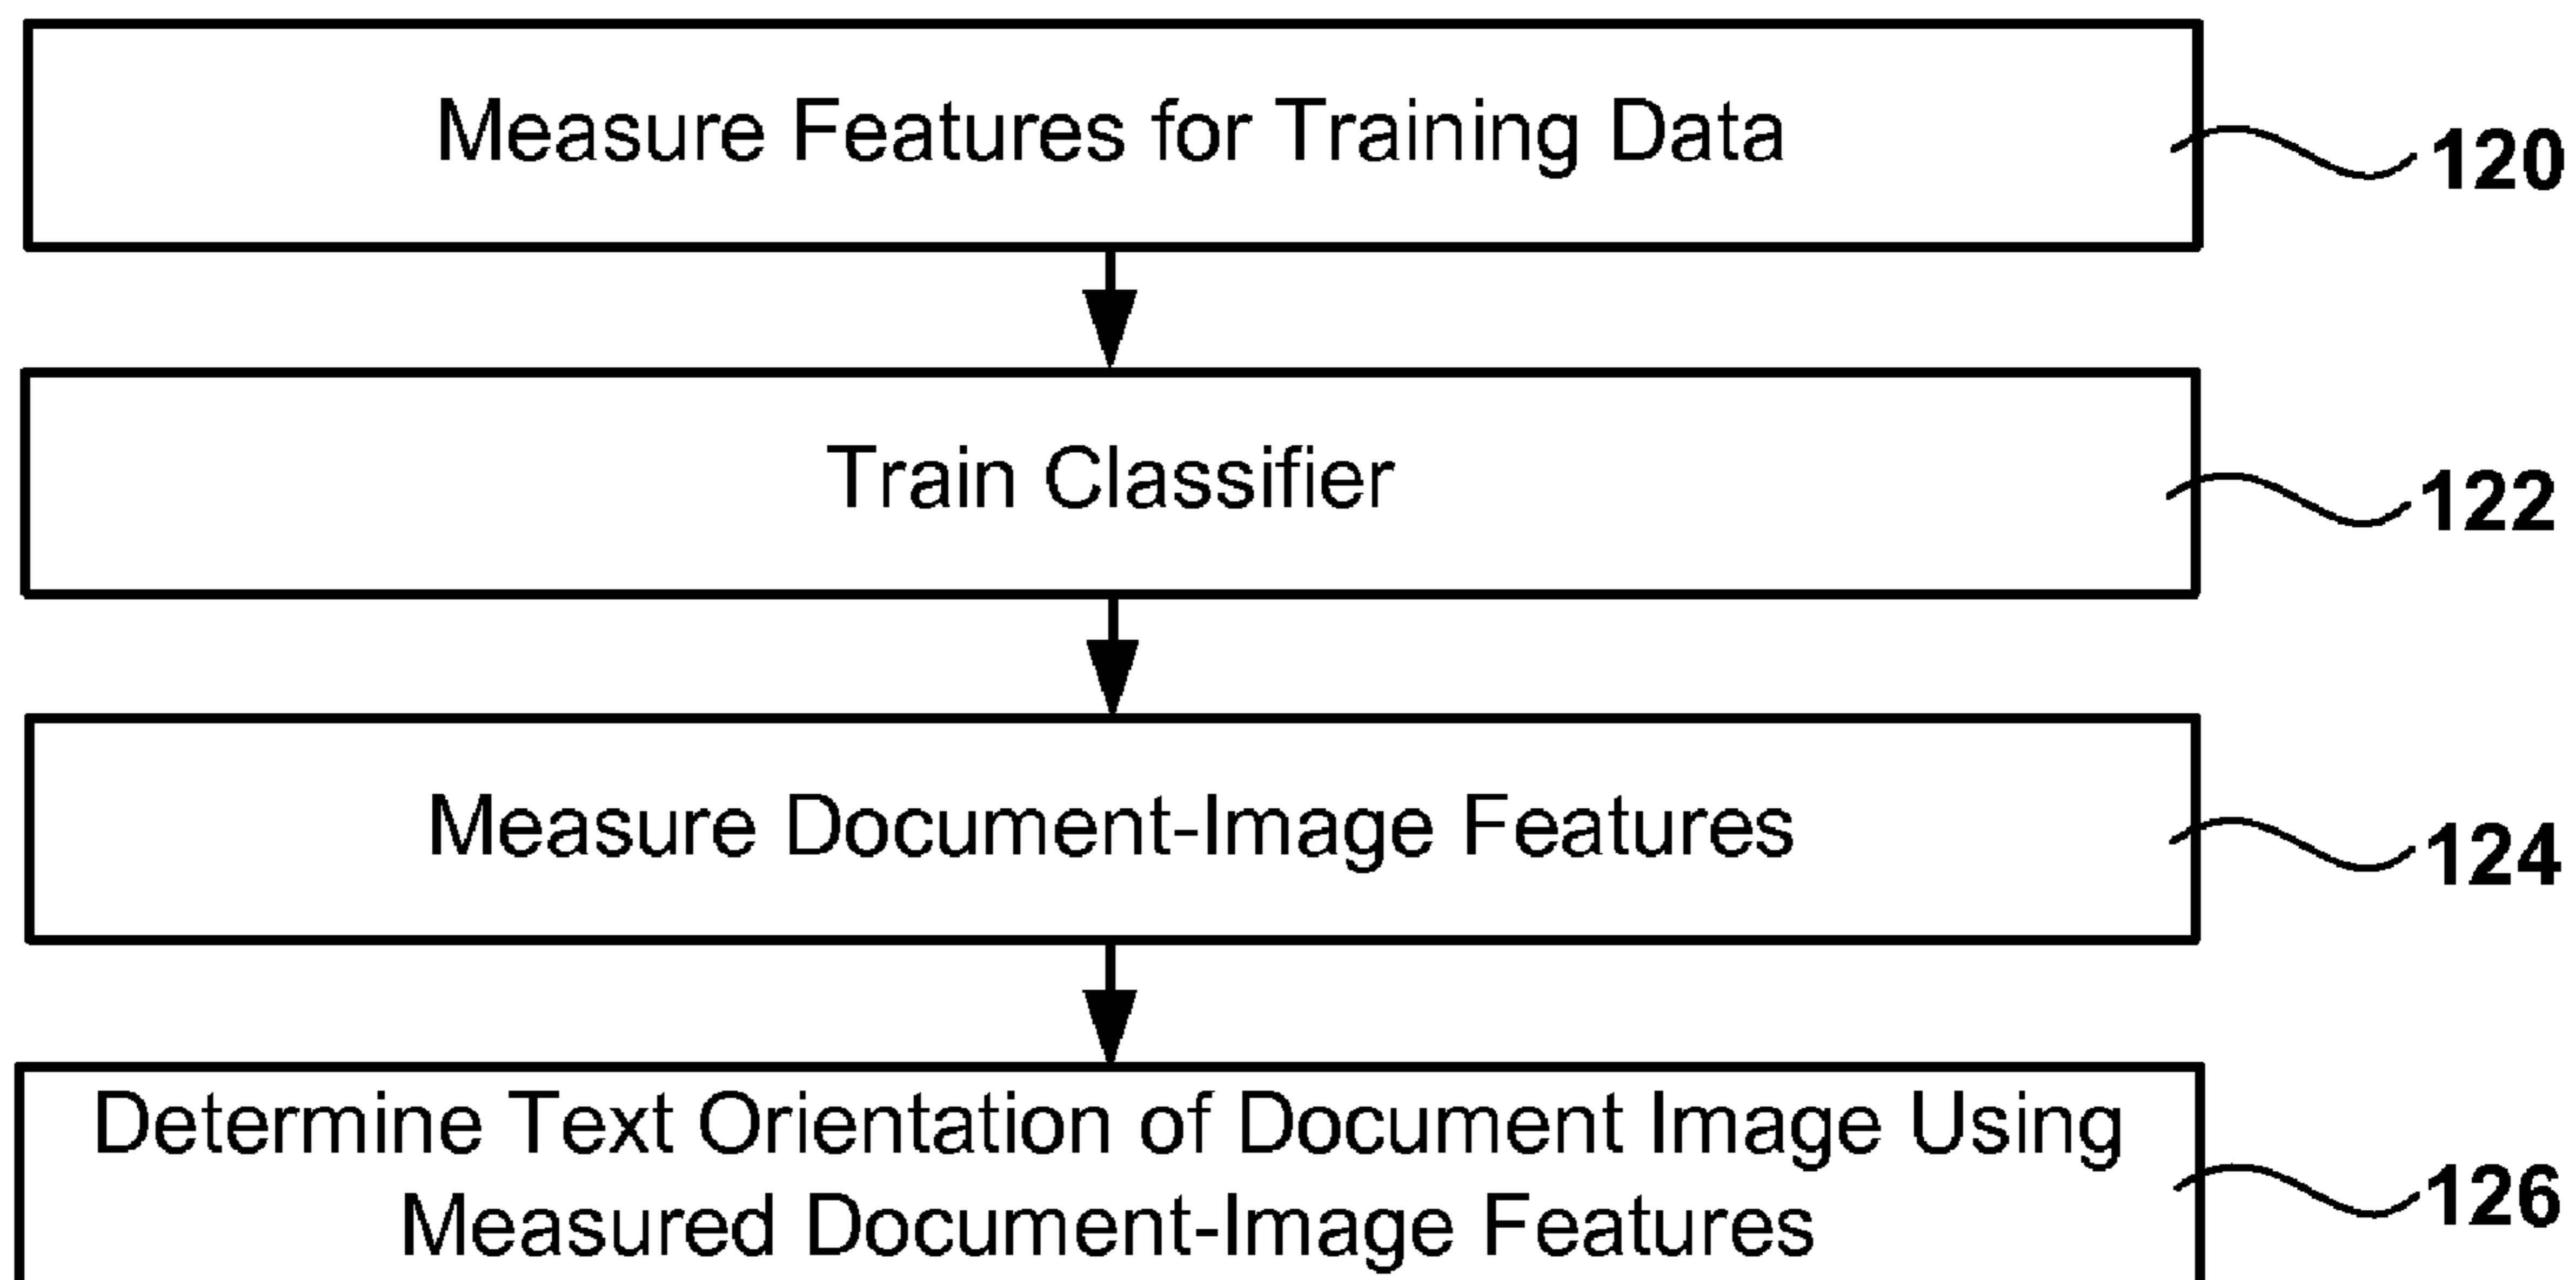 Measure Features for Training Data
120
Train Classifier
122
Measure Document-Image Features
124
Determine Text Orientation of Document Image Using
Measured Document-Image Features
126